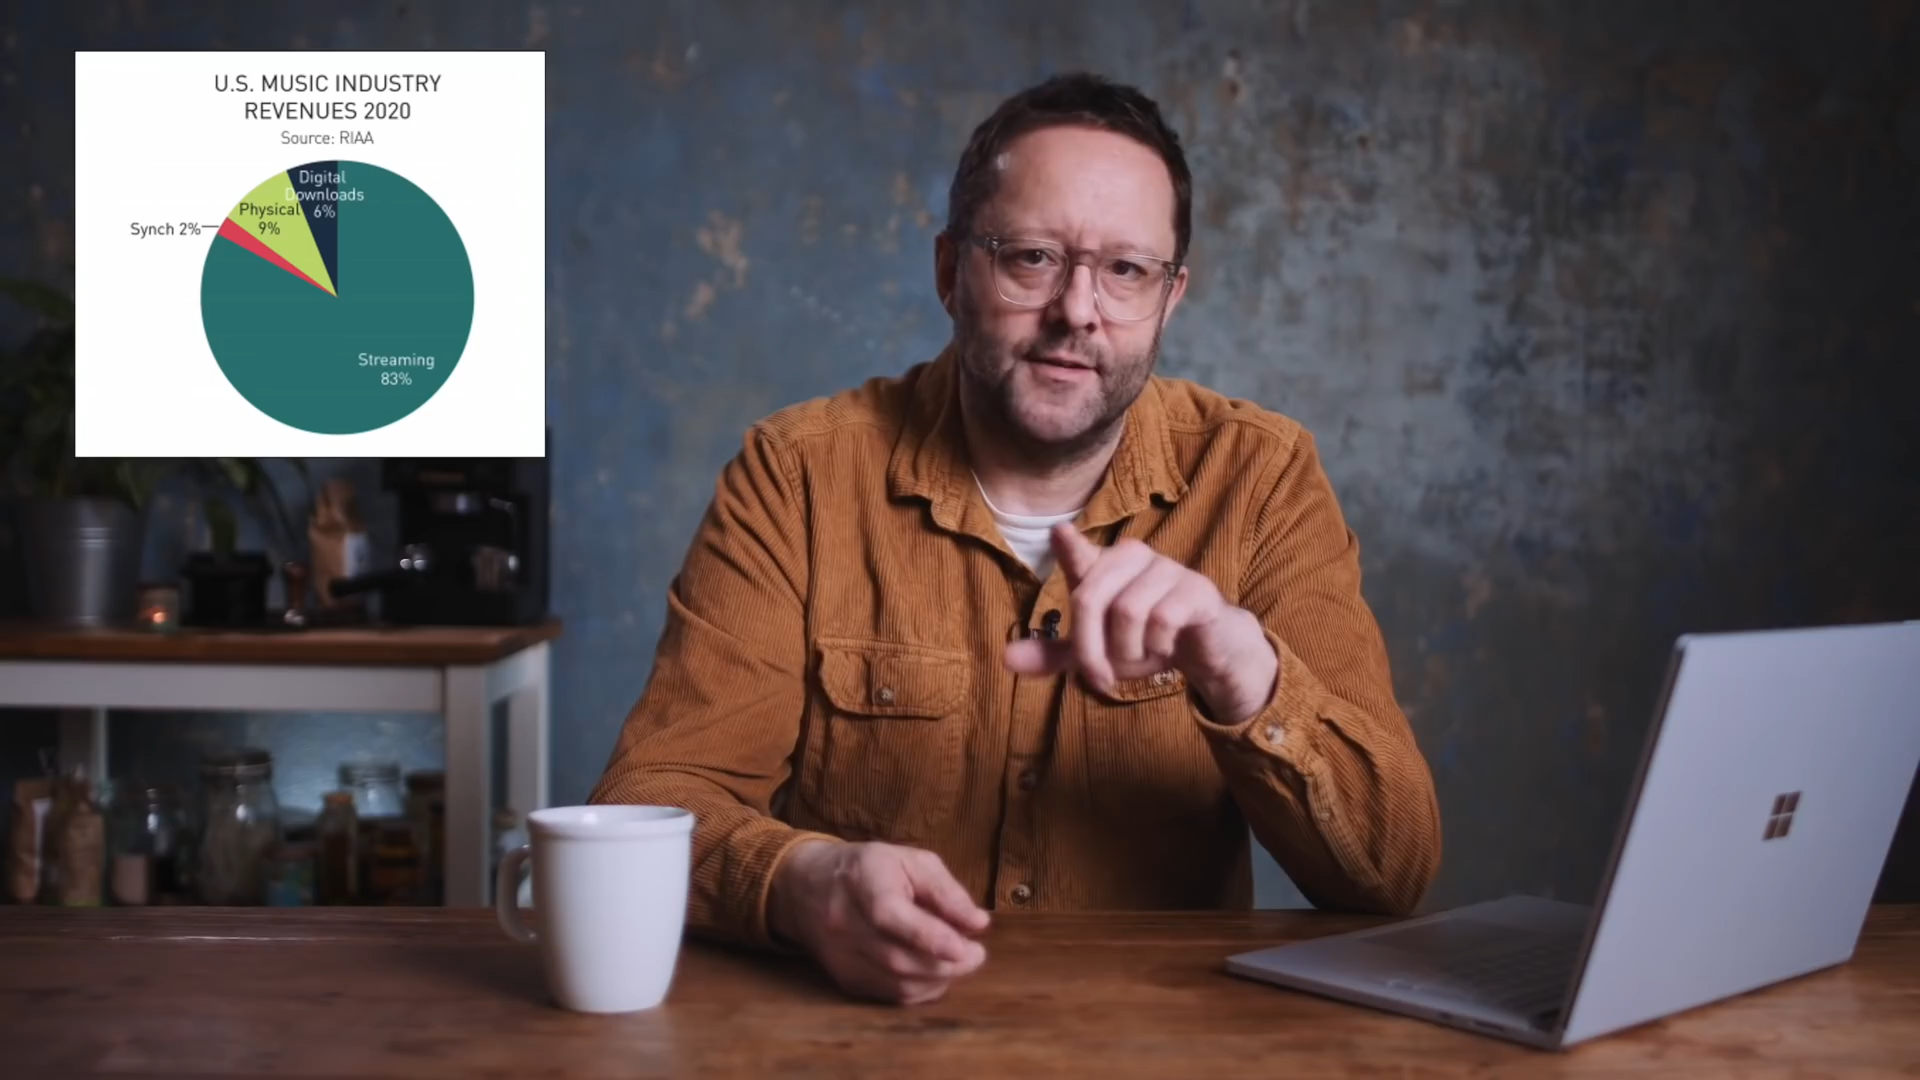 U.S. MUSIC INDUSTRY
REVENUES 2020
Source: RIAA
Digital
Downloads
6%
Physical
9%
Synch 2%
Streaming
83%